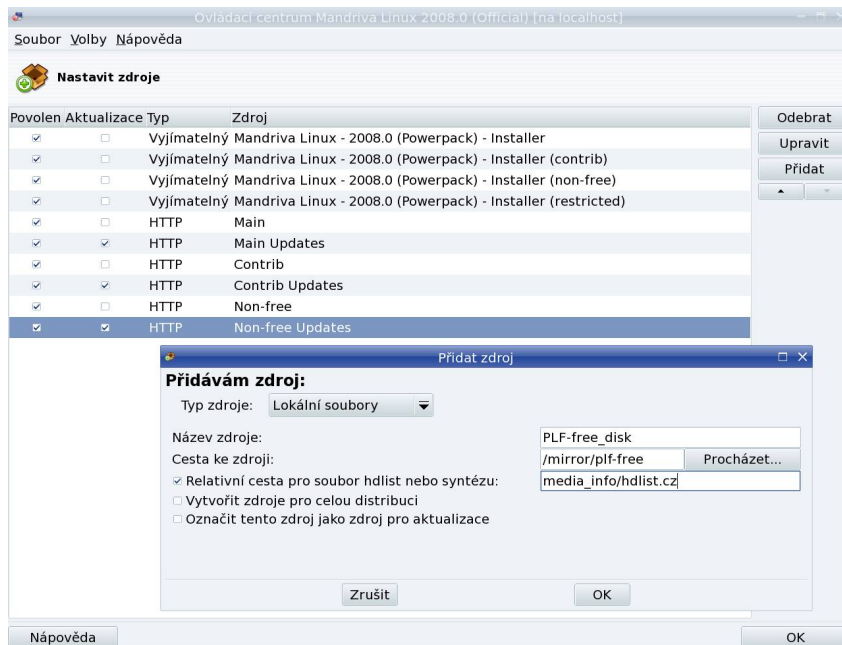 Ovládací centrum Mandriva Linux 2008.0 (Official) [na localhost]
Soubor Volby Nápověda
Nastavit zdroje
Povolen Aktualizace Typ Zdroj
Odebrat
Upravit
Přidat
Vyjímatelný Mandriva Linux - 2008.0 (Powerpack) - Installer
Vyjímatelný Mandriva Linux - 2008.0 (Powerpack) - Installer (contrib)
Vyjímatelný Mandriva Linux - 2008.0 (Powerpack) - Installer (non-free)
Vyjímatelný Mandriva Linux - 2008.0 (Powerpack) - Installer (restricted)
HTTP Main
HTTP Main Updates
HTTP Contrib
HTTP Contrib Updates
HTTP Non-free
HTTP Non-free Updates
Přidat zdroj
Přidávám zdroj:
Typ zdroje: Lokální soubory
Název zdroje: PLF-free_disk
Cesta ke zdroji: /mirror/plf-free Procházet...
Relativní cesta pro soubor hdlist nebo syntézu: media_info/hdlist.cz
Vytvořit zdroje pro celou distribuci
Označit tento zdroj jako zdroj pro aktualizace
Zrušit OK
Nápověda OK